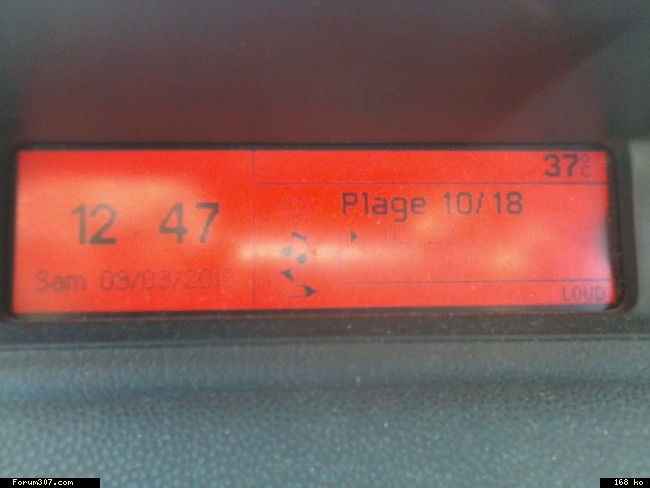 37°C
12:47
Plage 10/18
Sam 09/03/201
LOUD
Forum307.com
168 ko